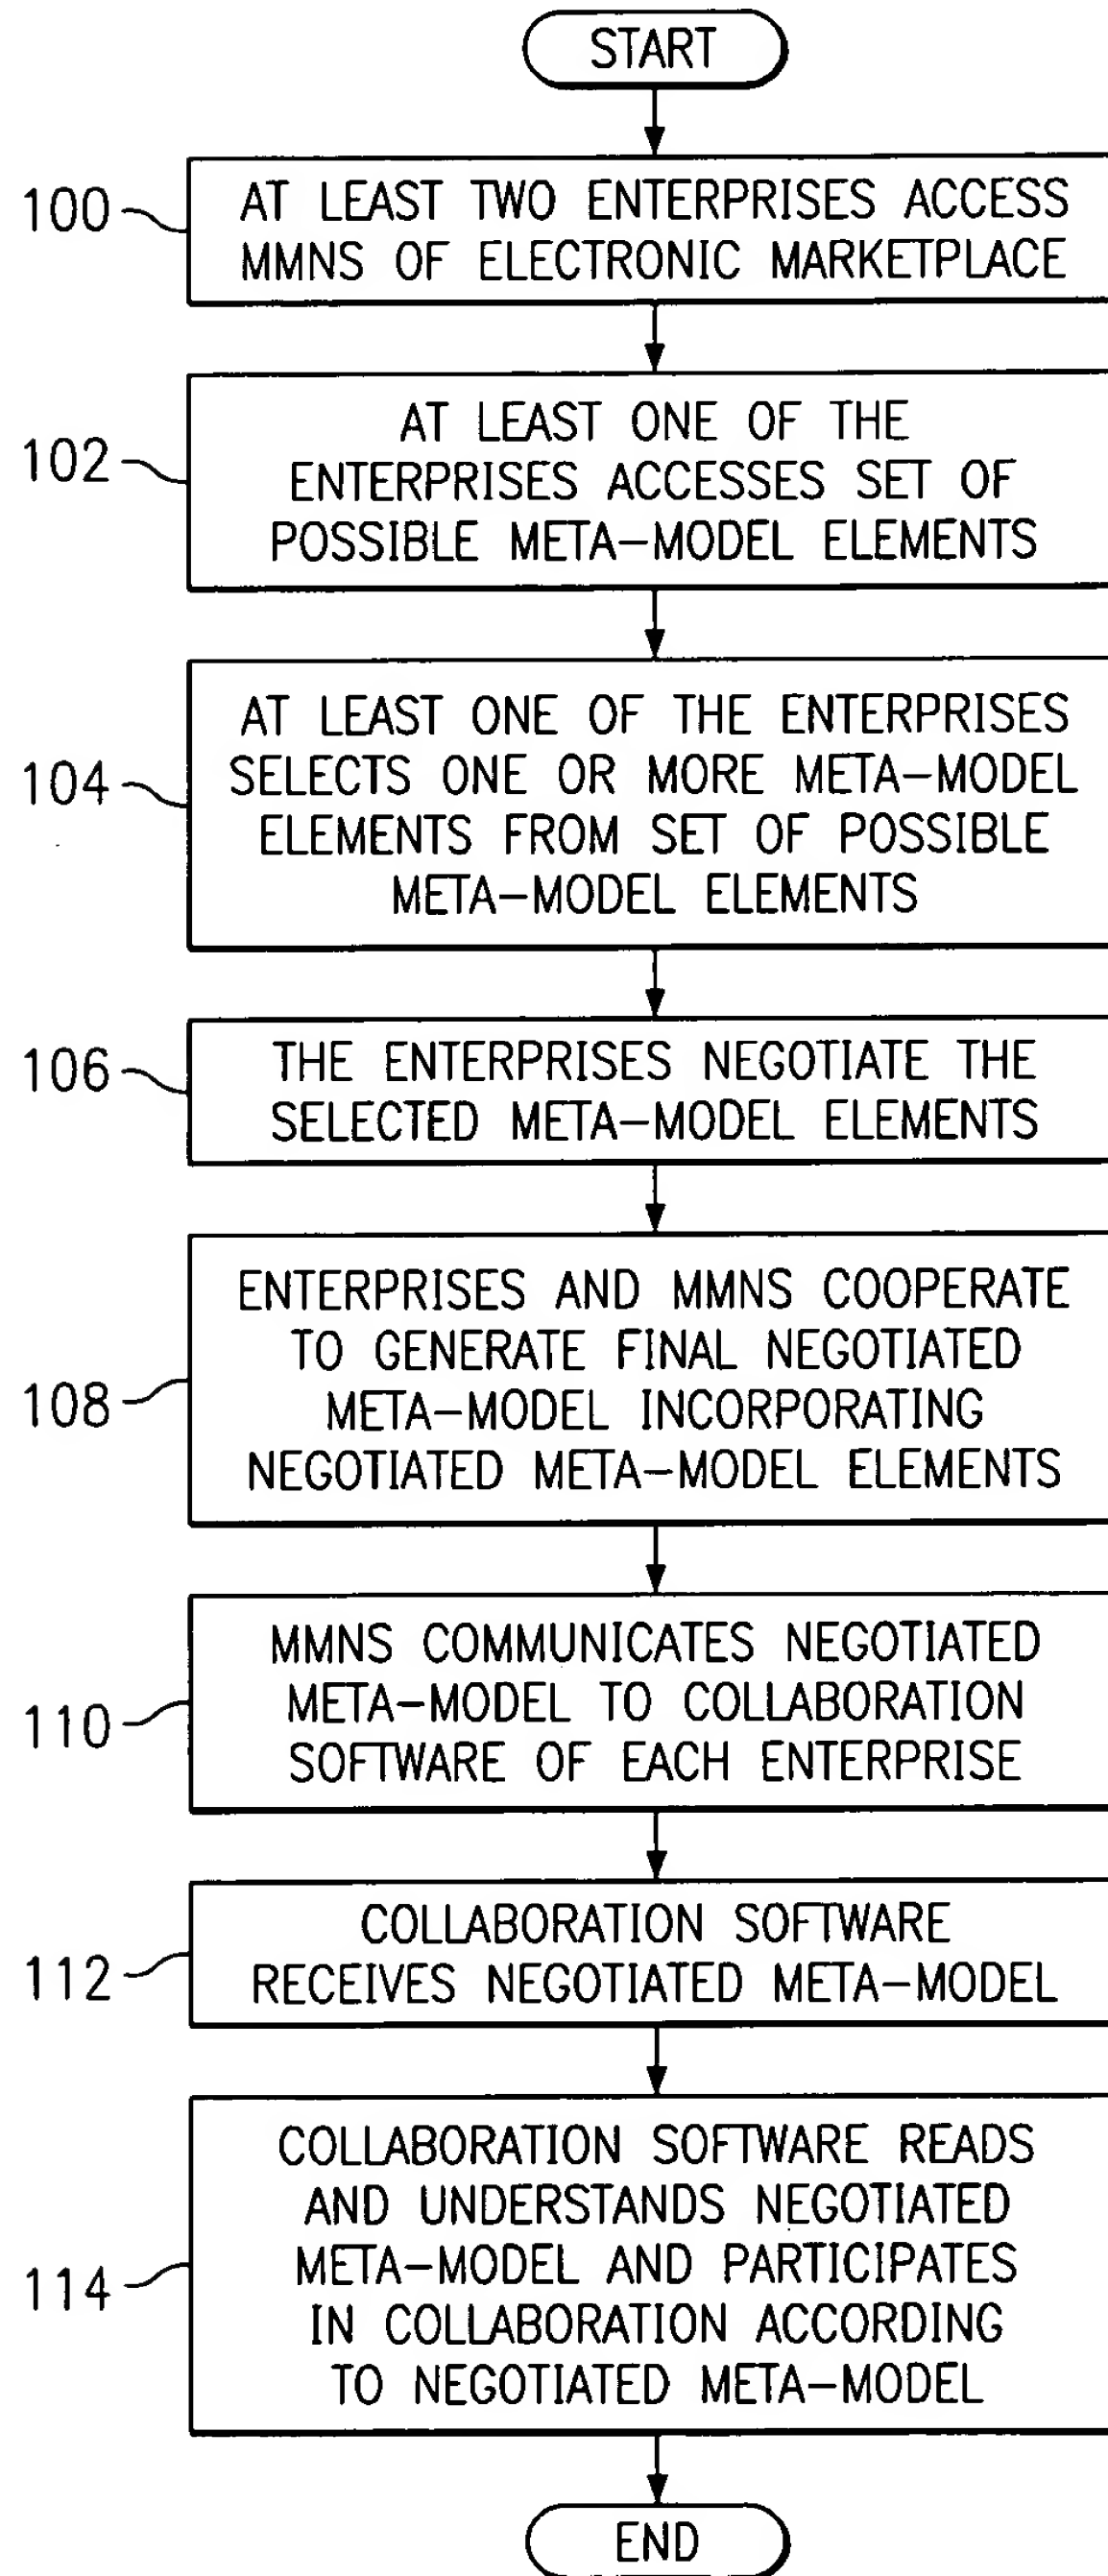 START
100
AT LEAST TWO ENTERPRISES ACCESS
MMNS OF ELECTRONIC MARKETPLACE
102
AT LEAST ONE OF THE
ENTERPRISES ACCESSES SET OF
POSSIBLE META-MODEL ELEMENTS
104
AT LEAST ONE OF THE ENTERPRISES
SELECTS ONE OR MORE META-MODEL
ELEMENTS FROM SET OF POSSIBLE
META-MODEL ELEMENTS
106
THE ENTERPRISES NEGOTIATE THE
SELECTED META-MODEL ELEMENTS
108
ENTERPRISES AND MMNS COOPERATE
TO GENERATE FINAL NEGOTIATED
META-MODEL INCORPORATING
NEGOTIATED META-MODEL ELEMENTS
110
MMNS COMMUNICATES NEGOTIATED
META-MODEL TO COLLABORATION
SOFTWARE OF EACH ENTERPRISE
112
COLLABORATION SOFTWARE
RECEIVES NEGOTIATED META-MODEL
114
COLLABORATION SOFTWARE READS
AND UNDERSTANDS NEGOTIATED
META-MODEL AND PARTICIPATES
IN COLLABORATION ACCORDING
TO NEGOTIATED META-MODEL
END